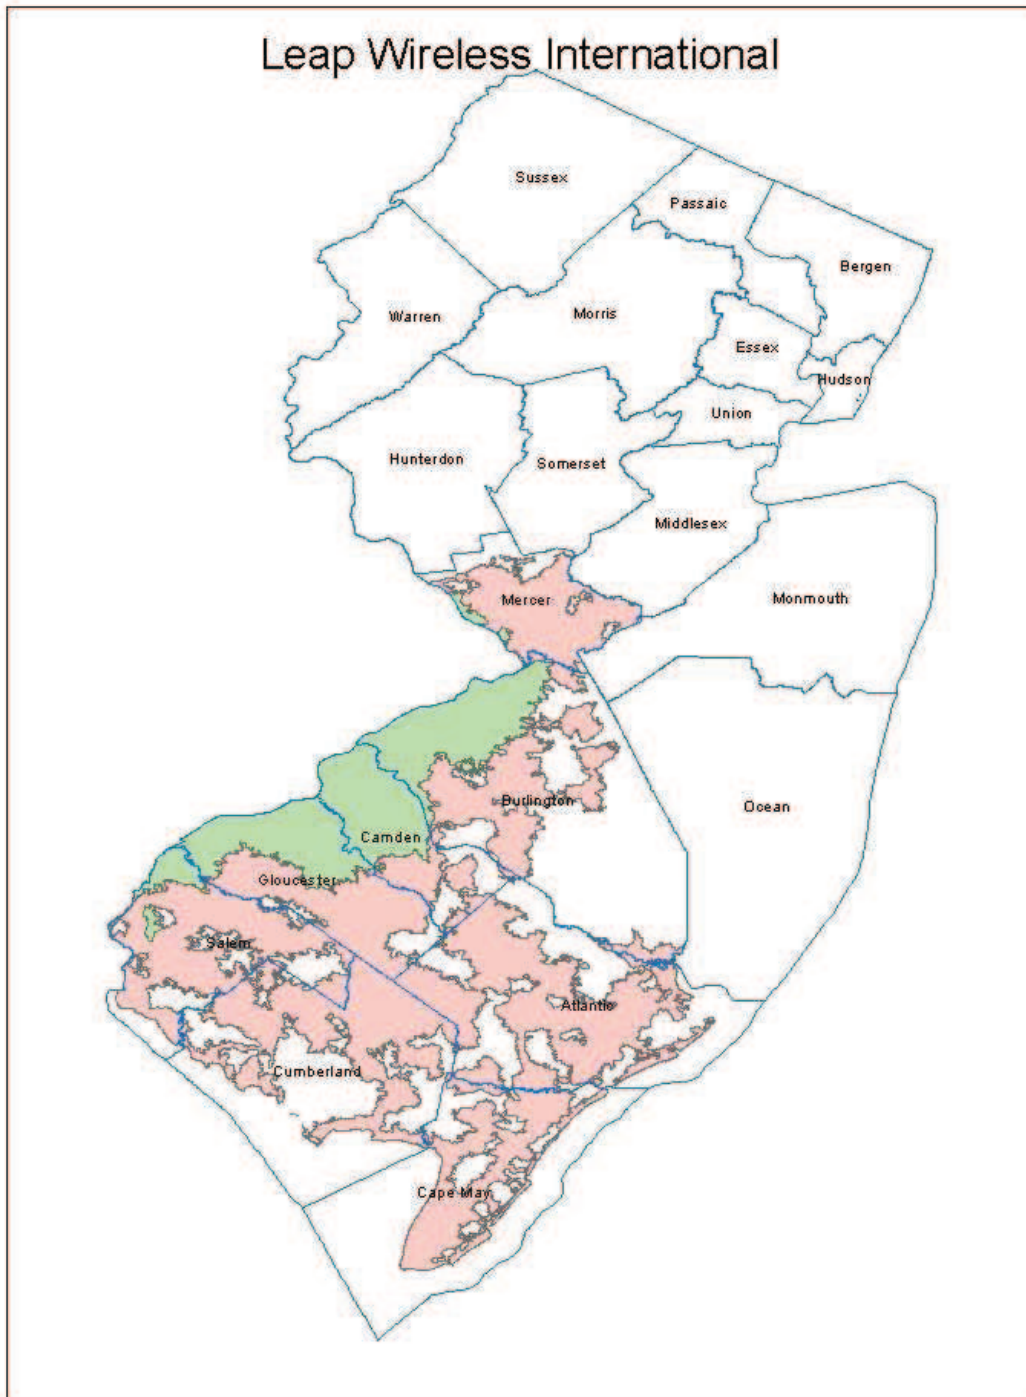 Leap Wireless International
Sussex
Passaic
Bergen
Warren
Morris
Essex
Hudson
Union
Hunterdon
Somerset
Middlesex
Mercer
Monmouth
Burlington
Ocean
Camden
Gloucester
Salem
Atlantic
Cumberland
Cape May